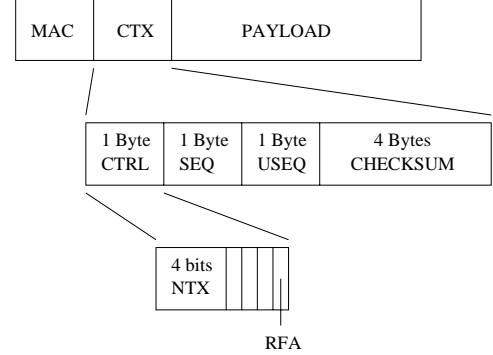 MAC CTX PAYLOAD
1 Byte 1 Byte 1 Byte 4 Bytes
CTRL SEQ USEQ CHECKSUM
4 bits
NTX
RFA